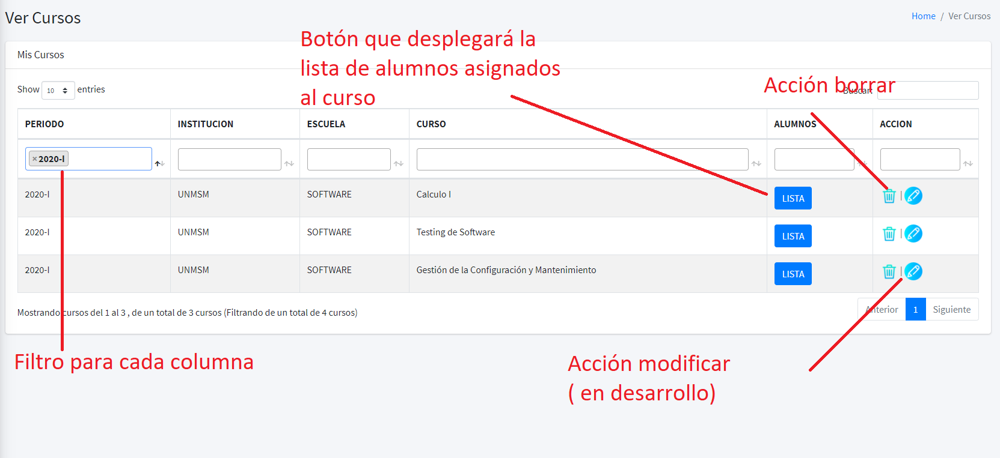 Ver Cursos
Home / Ver Cursos
Botón que desplegará la
lista de alumnos asignados
al curso
Mis Cursos
Show 10 entries
Acción borrar
Buscar:
PERIODO INSTITUCION ESCUELA CURSO ALUMNOS ACCION
× 2020-I
2020-I UNMSM SOFTWARE Calculo I LISTA |
2020-I UNMSM SOFTWARE Testing de Software LISTA |
2020-I UNMSM SOFTWARE Gestión de la Configuración y Mantenimiento LISTA |
Mostrando cursos del 1 al 3 , de un total de 3 cursos (Filtrando de un total de 4 cursos)
Anterior 1 Siguiente
Filtro para cada columna
Acción modificar
( en desarrollo)